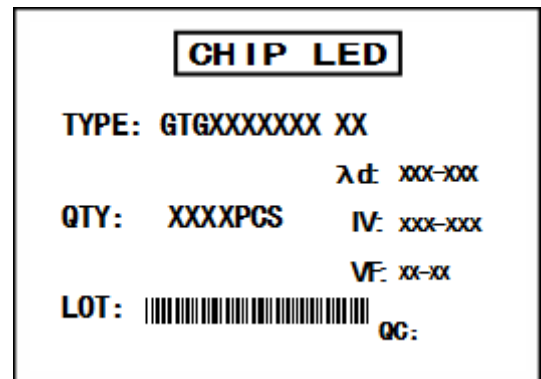 CHIP LED
TYPE: GTGXXXXXXX XX
λd: XXX-XXX
QTY: XXXXPCS IV: XXX-XXX
VF: XX-XX
LOT:
QC: